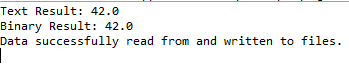 Text Result: 42.0
Binary Result: 42.0
Data successfully read from and written to files.